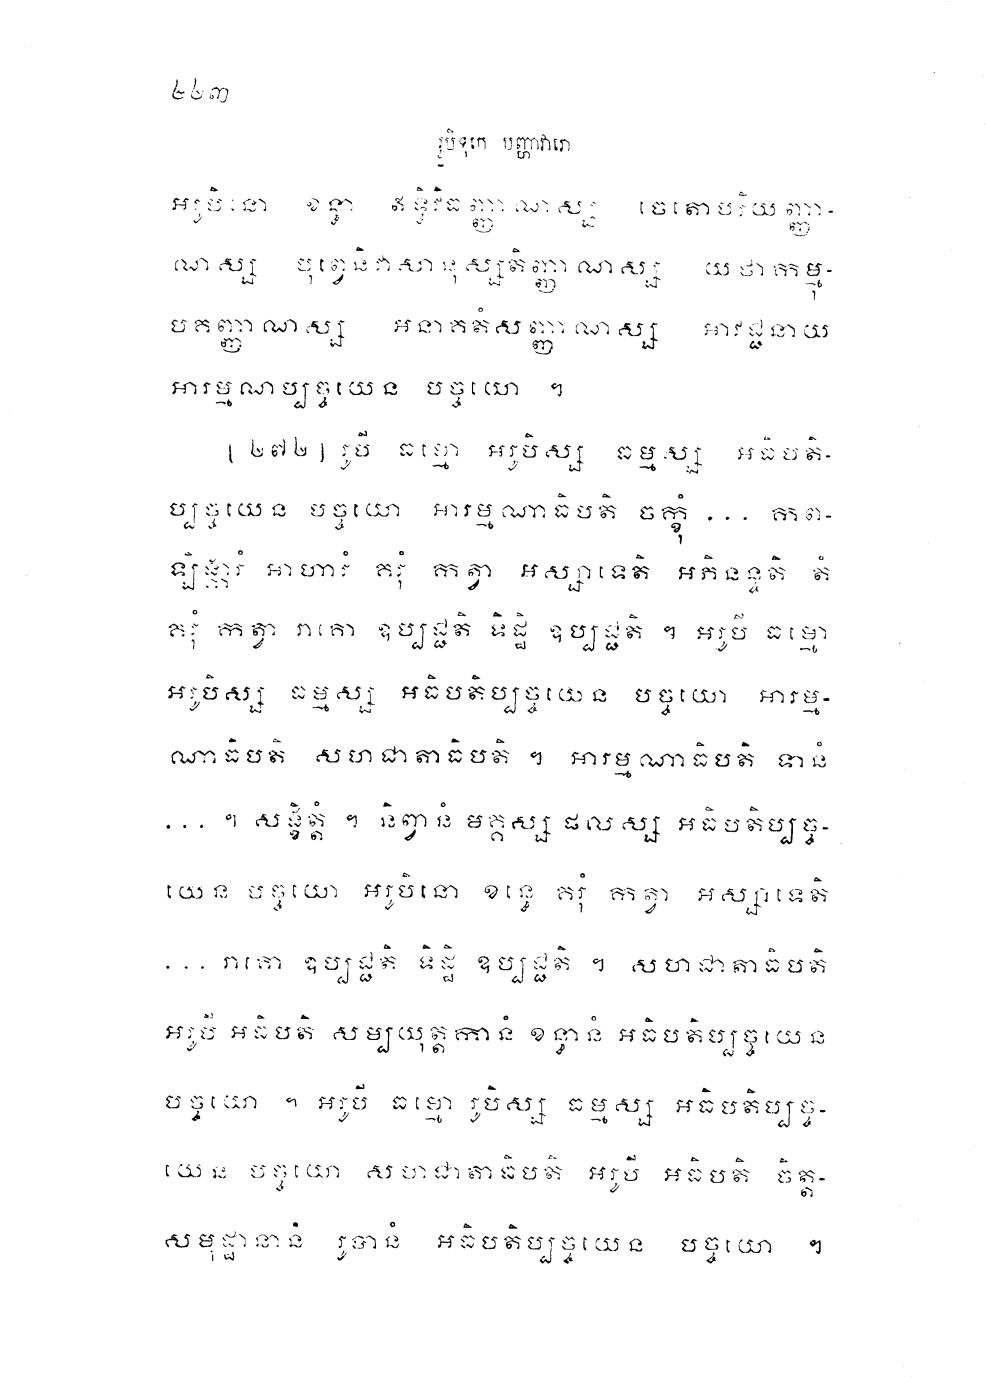 ២២៣
រូបិទុកេ បញ្ហាវារោ
អរូបិនោ ខន្ធា ឥទ្ធិវិធញ្ញាណស្ស ចេតោបរិយញ្ញា-
ណស្ស បុព្វេនិវាសានុស្សតិញ្ញាណស្ស យថាកម្មុ-
បកញ្ញាណស្ស អនាគតំសញ្ញាណស្ស អាវជ្ជនាយ
អារម្មណប្បច្ចយេន បច្ចយោ ។
[២៧២] រូបី ធម្មោ អរូបិស្ស ធម្មស្ស អធិបតិ-
ប្បច្ចយេន បច្ចយោ អារម្មណាធិបតិ ចក្ខុំ ... កពា-
ឡិង្ការំ អាហារំ គរុំ កត្វា អស្សាទេតិ អភិនន្ទតិ តំ
គរុំ កត្វា រាគោ ឧប្បជ្ជតិ ទិដ្ឋិ ឧប្បជ្ជតិ ។ អរូបី ធម្មោ
អរូបិស្ស ធម្មស្ស អធិបតិប្បច្ចយេន បច្ចយោ អារម្ម-
ណាធិបតិ សហជាតាធិបតិ ។ អារម្មណាធិបតិ ទានំ
... ។ សង្ខិត្តំ ។ និព្វានំ មគ្គស្ស ផលស្ស អធិបតិប្បច្ច-
យេន បច្ចយោ អរូបិនោ ខន្ធេ គរុំ កត្វា អស្សាទេតិ
... រាគោ ឧប្បជ្ជតិ ទិដ្ឋិ ឧប្បជ្ជតិ ។ សហជាតាធិបតិ
អរូបី អធិបតិ សម្បយុត្តកានំ ខន្ធានំ អធិបតិប្បច្ចយេន
បច្ចយោ ។ អរូបី ធម្មោ រូបិស្ស ធម្មស្ស អធិបតិប្បច្ច-
យេន បច្ចយោ សហជាតាធិបតិ អរូបី អធិបតិ ចិត្ត-
សមុដ្ឋានានំ រូបានំ អធិបតិប្បច្ចយេន បច្ចយោ ។